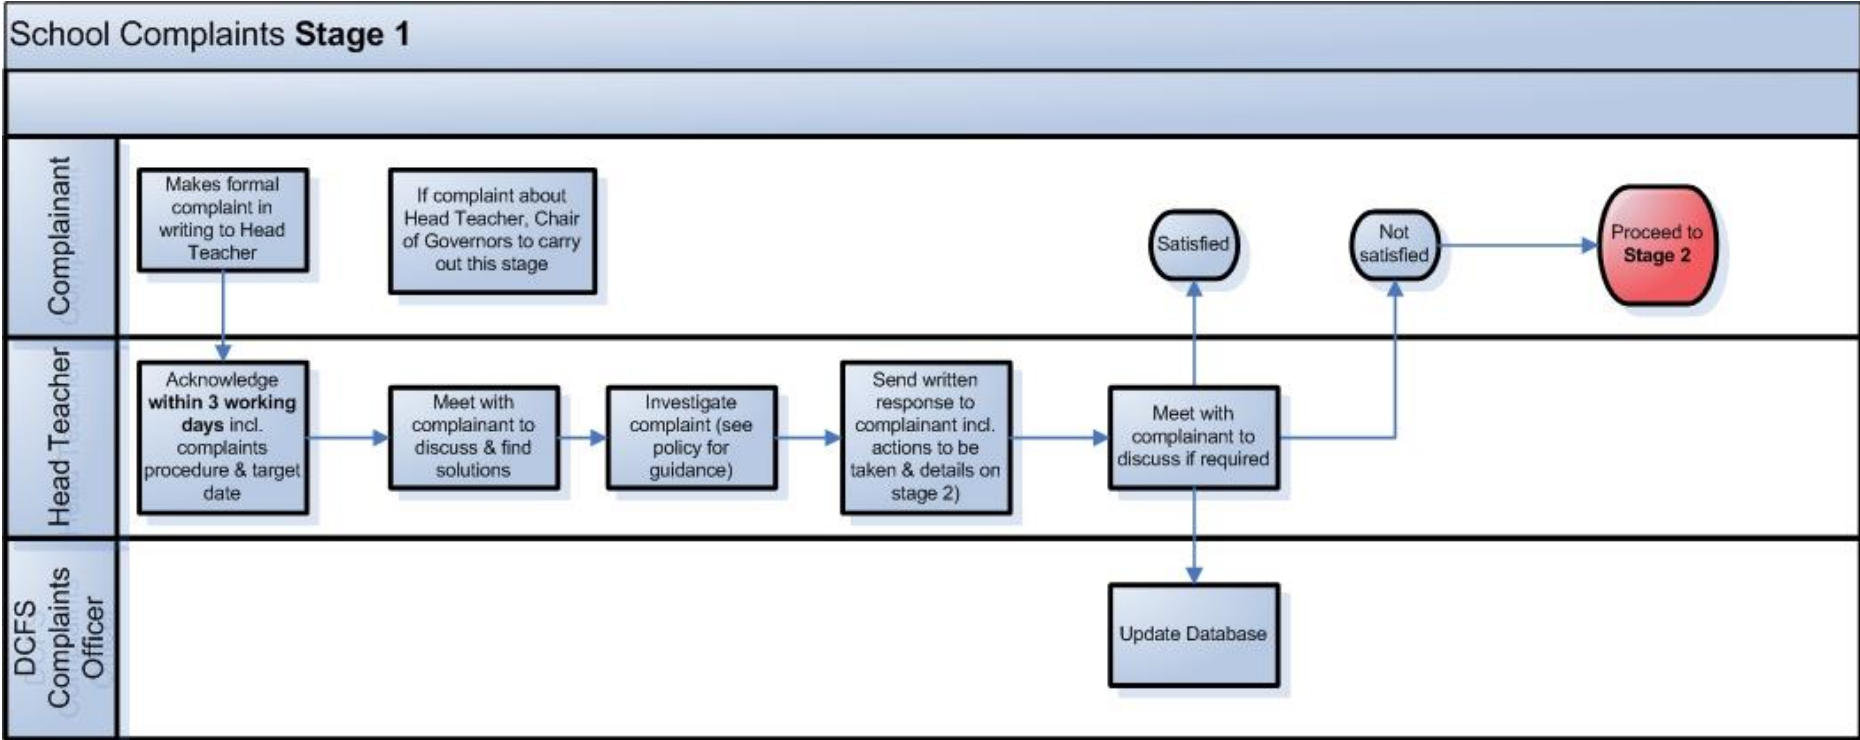 School Complaints Stage 1
Complainant
Makes formal
complaint in
writing to Head
Teacher
If complaint about
Head Teacher, Chair
of Governors to carry
out this stage
Satisfied
Not
satisfied
Proceed to
Stage 2
Head Teacher
Acknowledge
within 3 working
days incl.
complaints
procedure & target
date
Meet with
complainant to
discuss & find
solutions
Investigate
complaint (see
policy for
guidance)
Send written
response to
complainant incl.
actions to be
taken & details on
stage 2)
Meet with
complainant to
discuss if required
DCFS
Complaints
Officer
Update Database